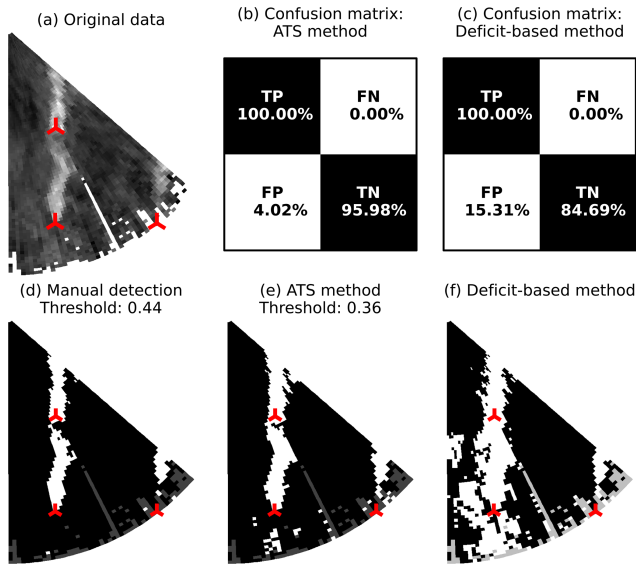 (a) Original data
(b) Confusion matrix:
ATS method
(c) Confusion matrix:
Deficit-based method
TP
100.00%
FN
0.00%
FP
4.02%
TN
95.98%
TP
100.00%
FN
0.00%
FP
15.31%
TN
84.69%
(d) Manual detection
Threshold: 0.44
(e) ATS method
Threshold: 0.36
(f) Deficit-based method